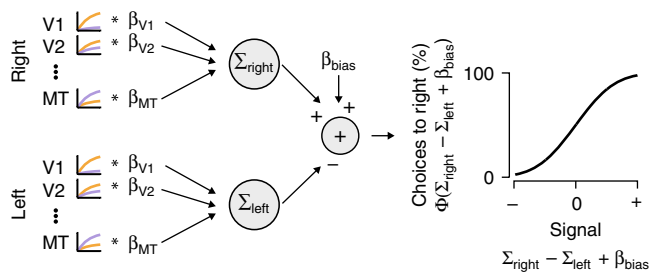 Right
V1 * βV1
V2 * βV2
MT * βMT
Σright
βbias
+ +
+
−
Left
V1 * βV1
V2 * βV2
MT * βMT
Σleft
Choices to right (%)
Φ(Σright − Σleft + βbias)
100
0
− 0 +
Signal
Σright − Σleft + βbias